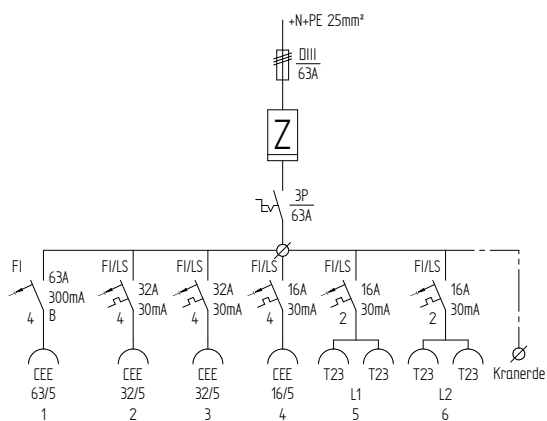 +N+PE 25mm²
DIII
63A
Z
3P
63A
FI
63A
300mA
4 B
CEE
63/5
1
FI/LS
32A
30mA
4
CEE
32/5
2
FI/LS
32A
30mA
4
CEE
32/5
3
FI/LS
16A
30mA
4
CEE
16/5
4
FI/LS
16A
30mA
2
T23 T23
L1
5
FI/LS
16A
30mA
2
T23 T23
L2
6
Kranerde